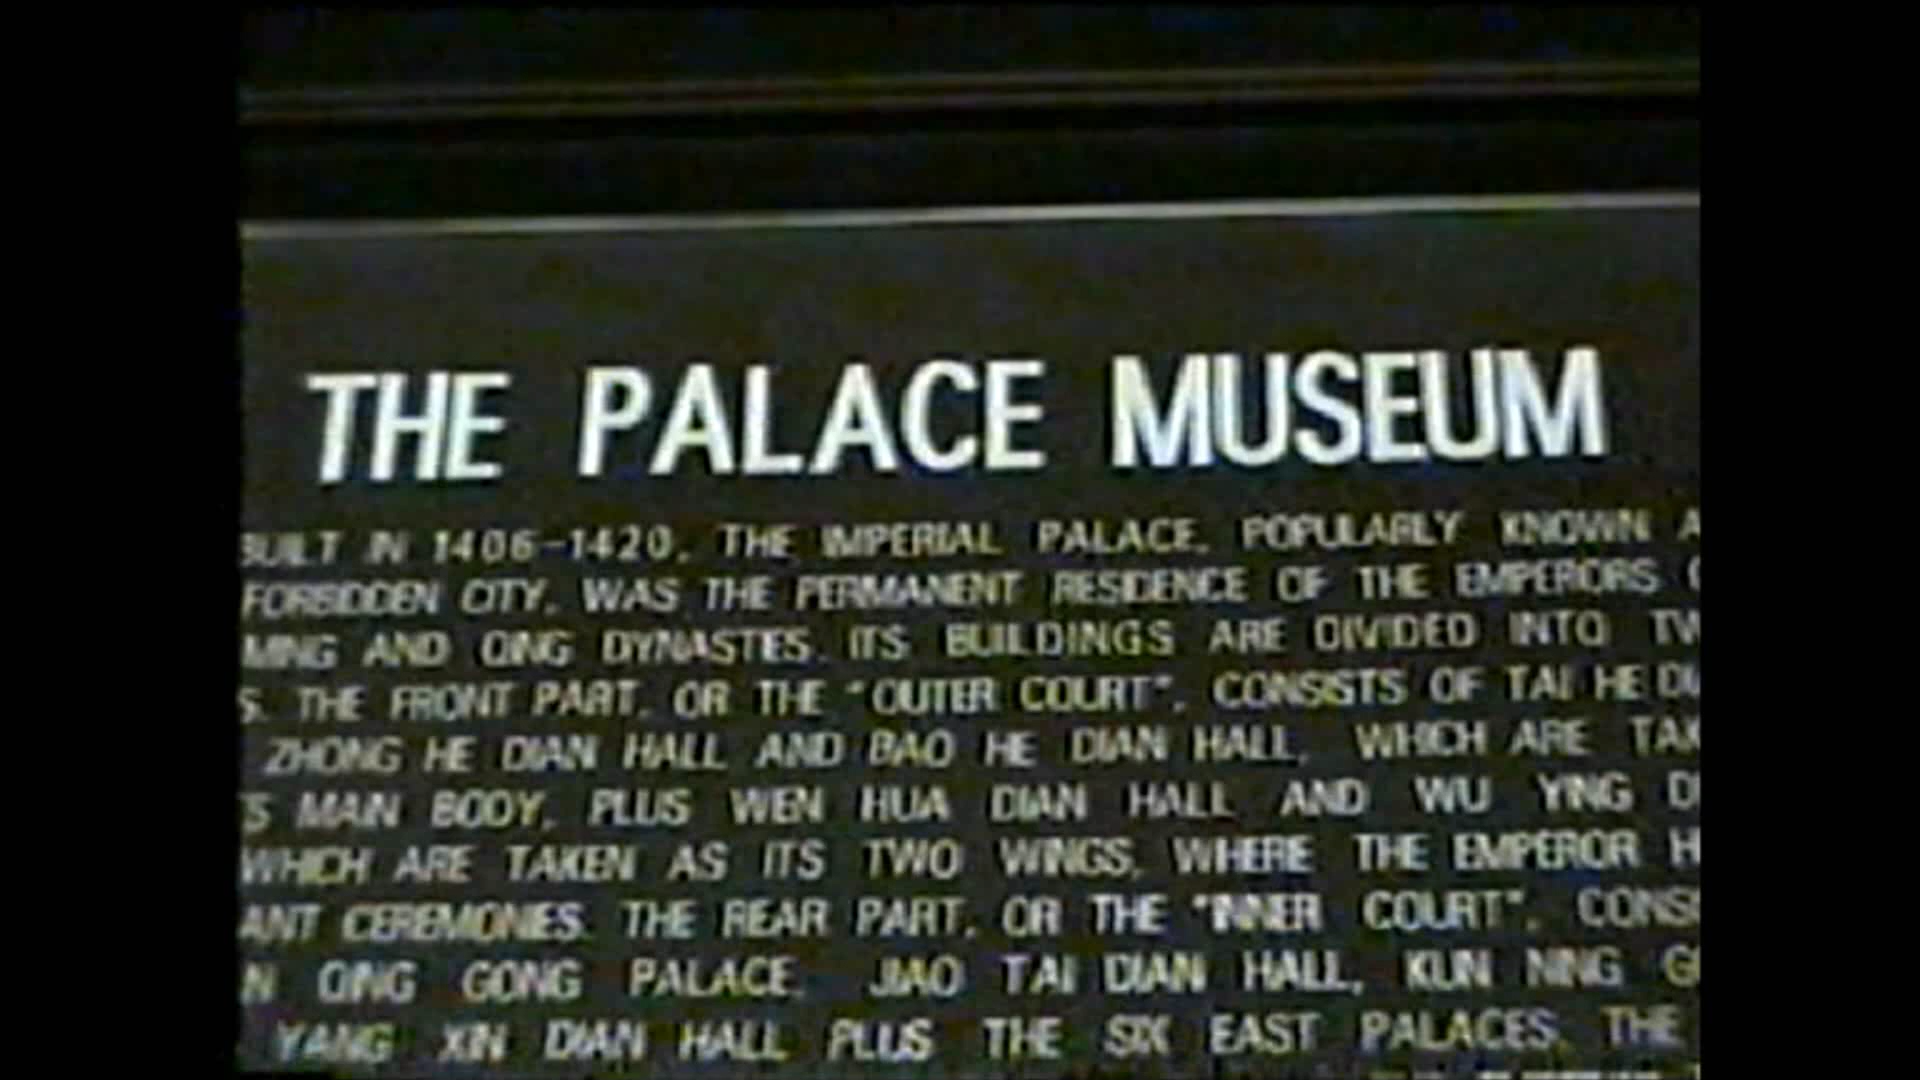 THE PALACE MUSEUM
BUILT IN 1406-1420, THE IMPERIAL PALACE, POPULARLY KNOWN A
FORBIDDEN CITY, WAS THE PERMANENT RESIDENCE OF THE EMPERORS
MING AND QING DYNASTIES. ITS BUILDINGS ARE DIVIDED INTO TW
S. THE FRONT PART, OR THE "OUTER COURT", CONSISTS OF TAI HE DI
ZHONG HE DIAN HALL AND BAO HE DIAN HALL, WHICH ARE TAK
S MAIN BODY, PLUS WEN HUA DIAN HALL AND WU YING DI
WHICH ARE TAKEN AS ITS TWO WINGS, WHERE THE EMPEROR H
ANT CEREMONIES. THE REAR PART, OR THE "INNER COURT", CONSI
N QING GONG PALACE, JIAO TAI DIAN HALL, KUN NING G
YANG XIN DIAN HALL PLUS THE SIX EAST PALACES, THE